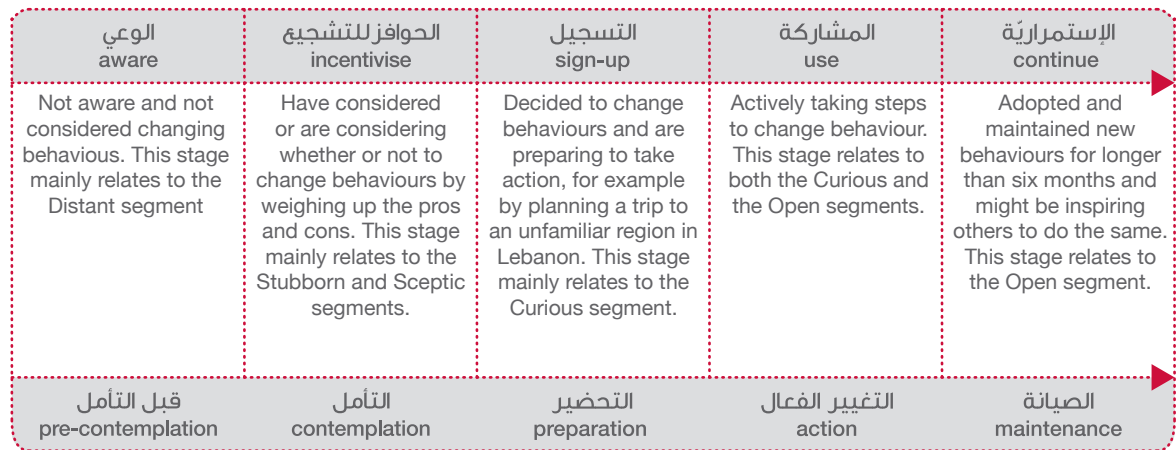 الوعي
aware
الحوافز للتشجيع
incentivise
التسجيل
sign-up
المشاركة
use
الإستمراريّة
continue
Not aware and not
considered changing
behavious. This stage
mainly relates to the
Distant segment
Have considered
or are considering
whether or not to
change behaviours by
weighing up the pros
and cons. This stage
mainly relates to the
Stubborn and Sceptic
segments.
Decided to change
behaviours and are
preparing to take
action, for example
by planning a trip to
an unfamiliar region in
Lebanon. This stage
mainly relates to the
Curious segment.
Actively taking steps
to change behaviour.
This stage relates to
both the Curious and
the Open segments.
Adopted and
maintained new
behaviours for longer
than six months and
might be inspiring
others to do the same.
This stage relates to
the Open segment.
قبل التأمل
pre-contemplation
التأمل
contemplation
التحضير
preparation
التغيير الفعال
action
الصيانة
maintenance